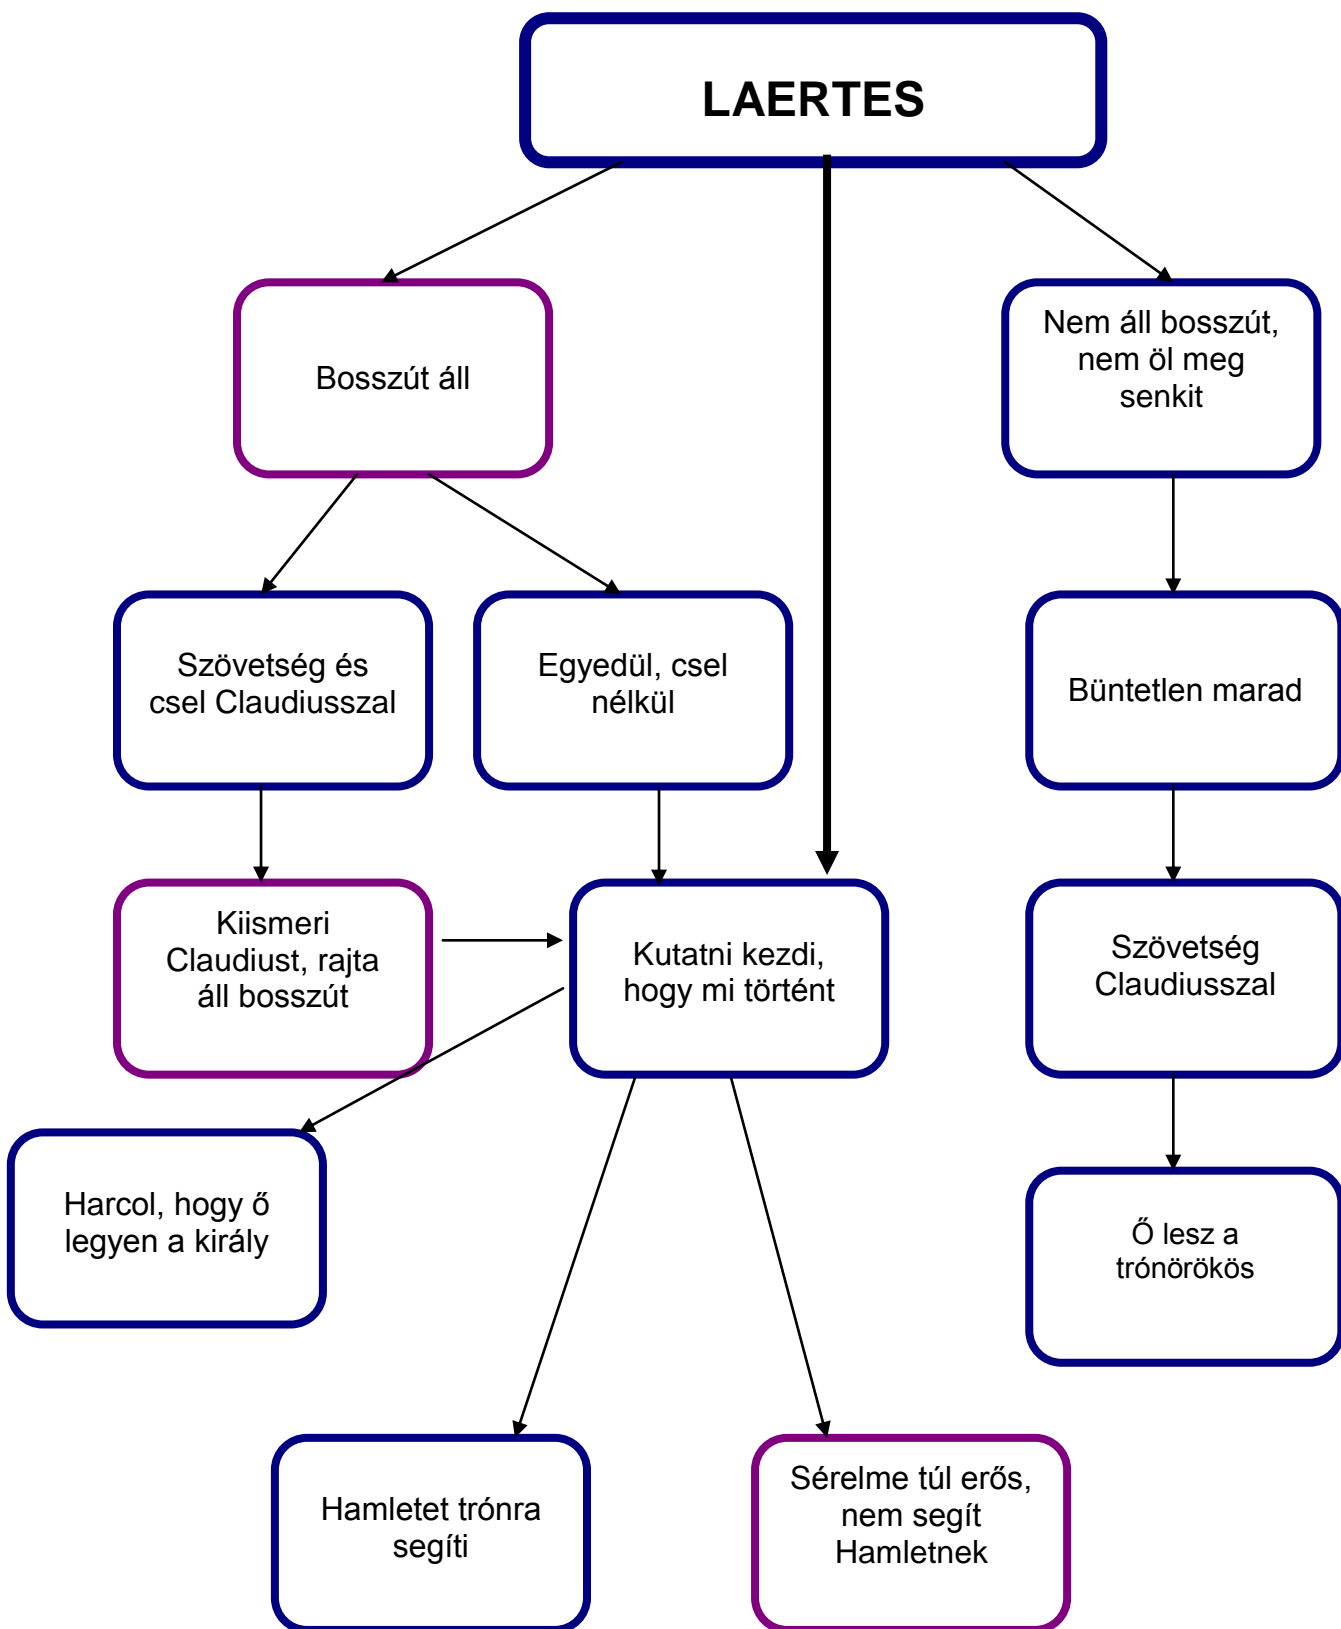 LAERTES
Bosszút áll
Nem áll bosszút,
nem öl meg
senkit
Szövetség és
csel Claudiusszal
Egyedül, csel
nélkül
Büntetlen marad
Kiismeri
Claudiust, rajta
áll bosszút
Kutatni kezdi,
hogy mi történt
Szövetség
Claudiusszal
Harcol, hogy ő
legyen a király
Ő lesz a
trónörökös
Hamletet trónra
segíti
Sérelme túl erős,
nem segít
Hamletnek